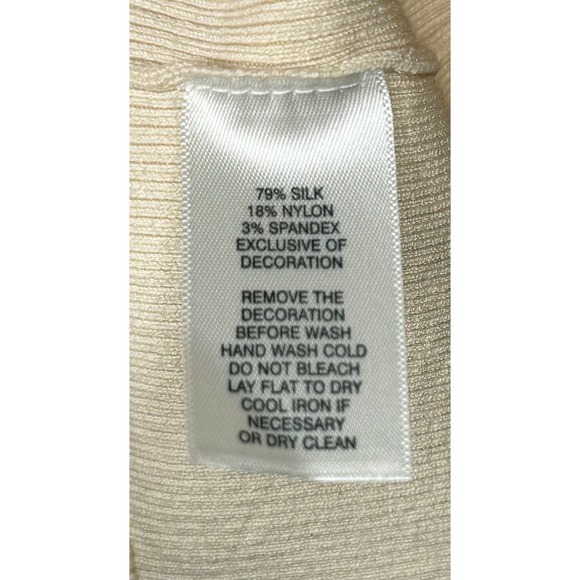 79% SILK
18% NYLON
3% SPANDEX
EXCLUSIVE OF
DECORATION
REMOVE THE
DECORATION
BEFORE WASH
HAND WASH COLD
DO NOT BLEACH
LAY FLAT TO DRY
COOL IRON IF
NECESSARY
OR DRY CLEAN